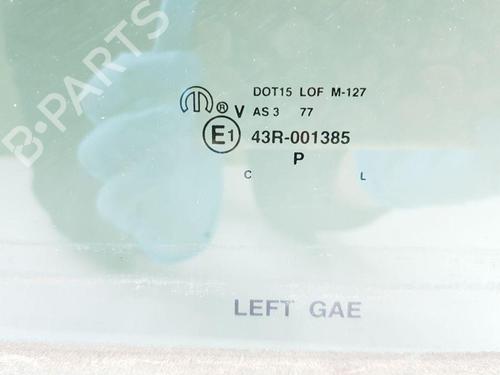 B-PARTS
DOT15 LOF M-127
® V AS 3 77
E1 43R-001385
P
C L
LEFT GAE